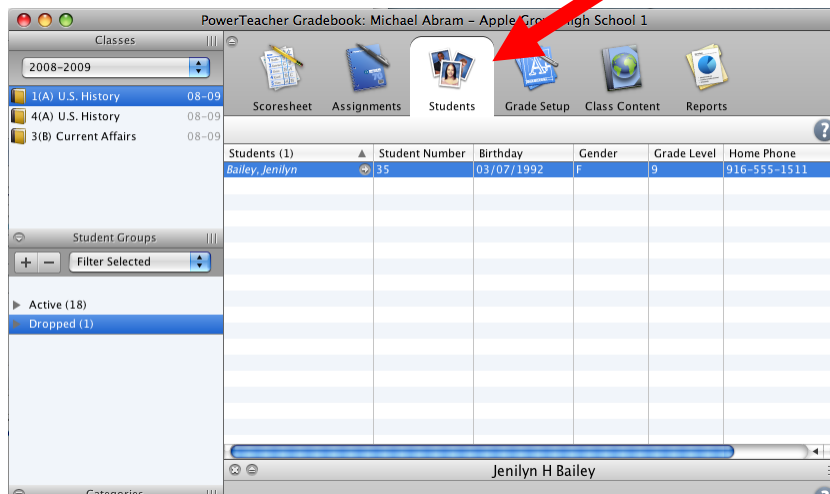 PowerTeacher Gradebook: Michael Abram - Apple Grove High School 1
Classes
2008-2009
1(A) U.S. History 08-09
4(A) U.S. History 08-09
3(B) Current Affairs 08-09
Scoresheet Assignments Students Grade Setup Class Content Reports
?
Students (1) Student Number Birthday Gender Grade Level Home Phone
Bailey, Jenilyn 35 03/07/1992 F 9 916-555-1511
Student Groups
+ - Filter Selected
Active (18)
Dropped (1)
Jenilyn H Bailey
Categories